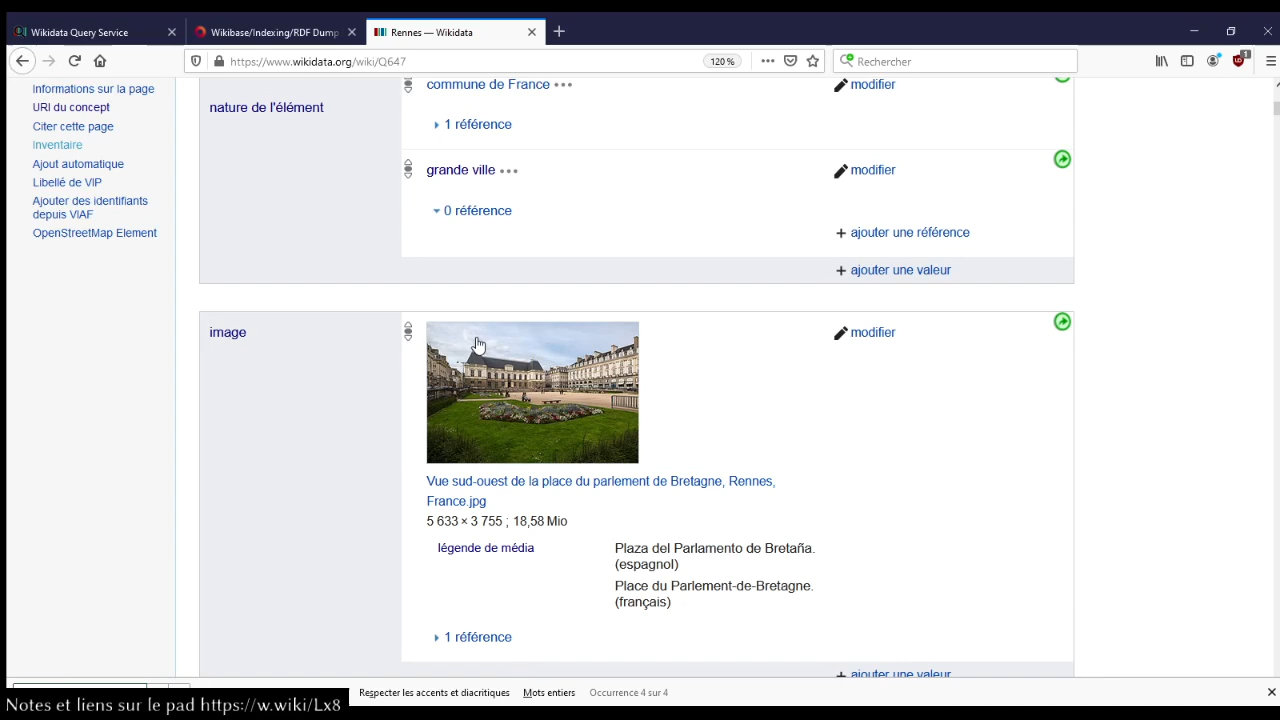 Wikidata Query Service
Wikibase/Indexing/RDF Dump
Rennes — Wikidata
https://www.wikidata.org/wiki/Q647
120 %
Rechercher
1
Informations sur la page
URI du concept
Citer cette page
Inventaire
Ajout automatique
Libellé de VIP
Ajouter des identifiants
depuis VIAF
OpenStreetMap Element
nature de l'élément
commune de France
modifier
1 référence
grande ville
modifier
0 référence
+ ajouter une référence
+ ajouter une valeur
image
modifier
Vue sud-ouest de la place du parlement de Bretagne, Rennes,
France.jpg
5 633 × 3 755 ; 18,58 Mio
légende de média
Plaza del Parlamento de Bretaña.
(espagnol)
Place du Parlement-de-Bretagne.
(français)
1 référence
+ ajouter une valeur
Respecter les accents et diacritiques
Mots entiers
Occurrence 4 sur 4
Notes et liens sur le pad https://w.wiki/Lx8